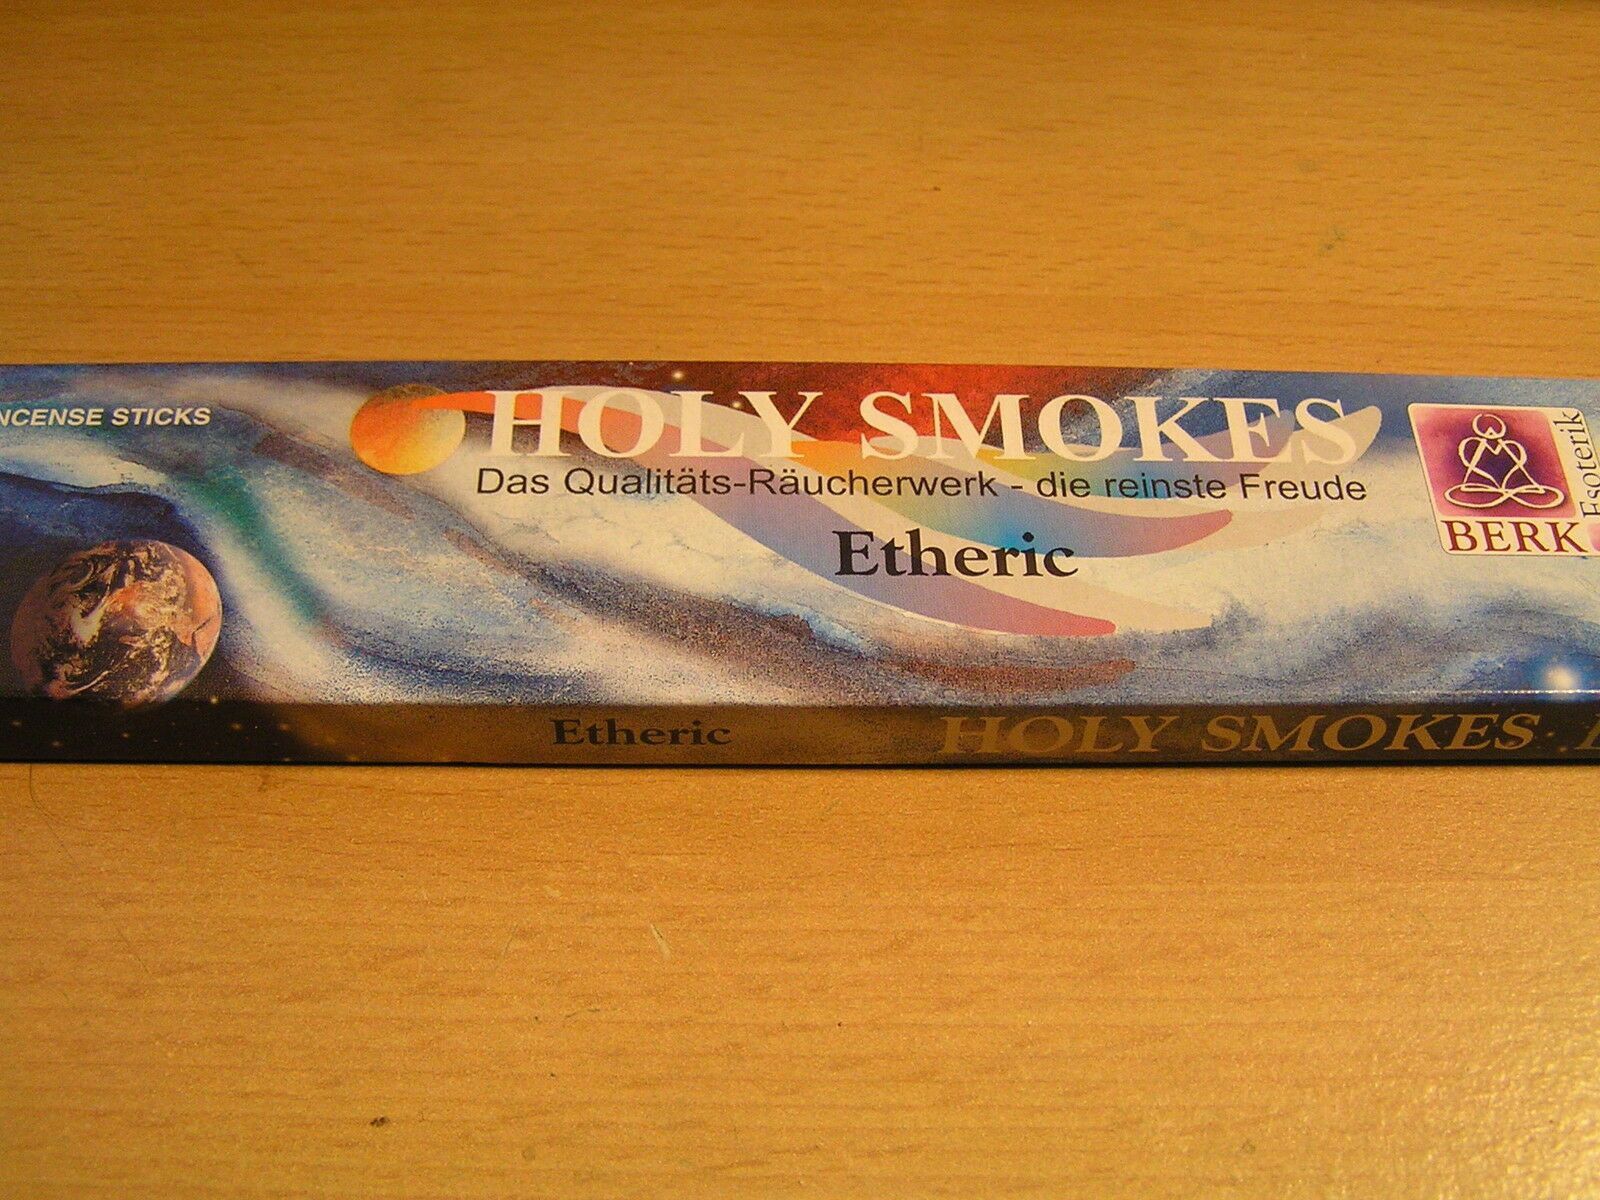 NCENSE STICKS
HOLY SMOKES
Das Qualitäts-Räucherwerk - die reinste Freude
Etheric
Esoterik
BERK
Etheric
HOLY SMOKES